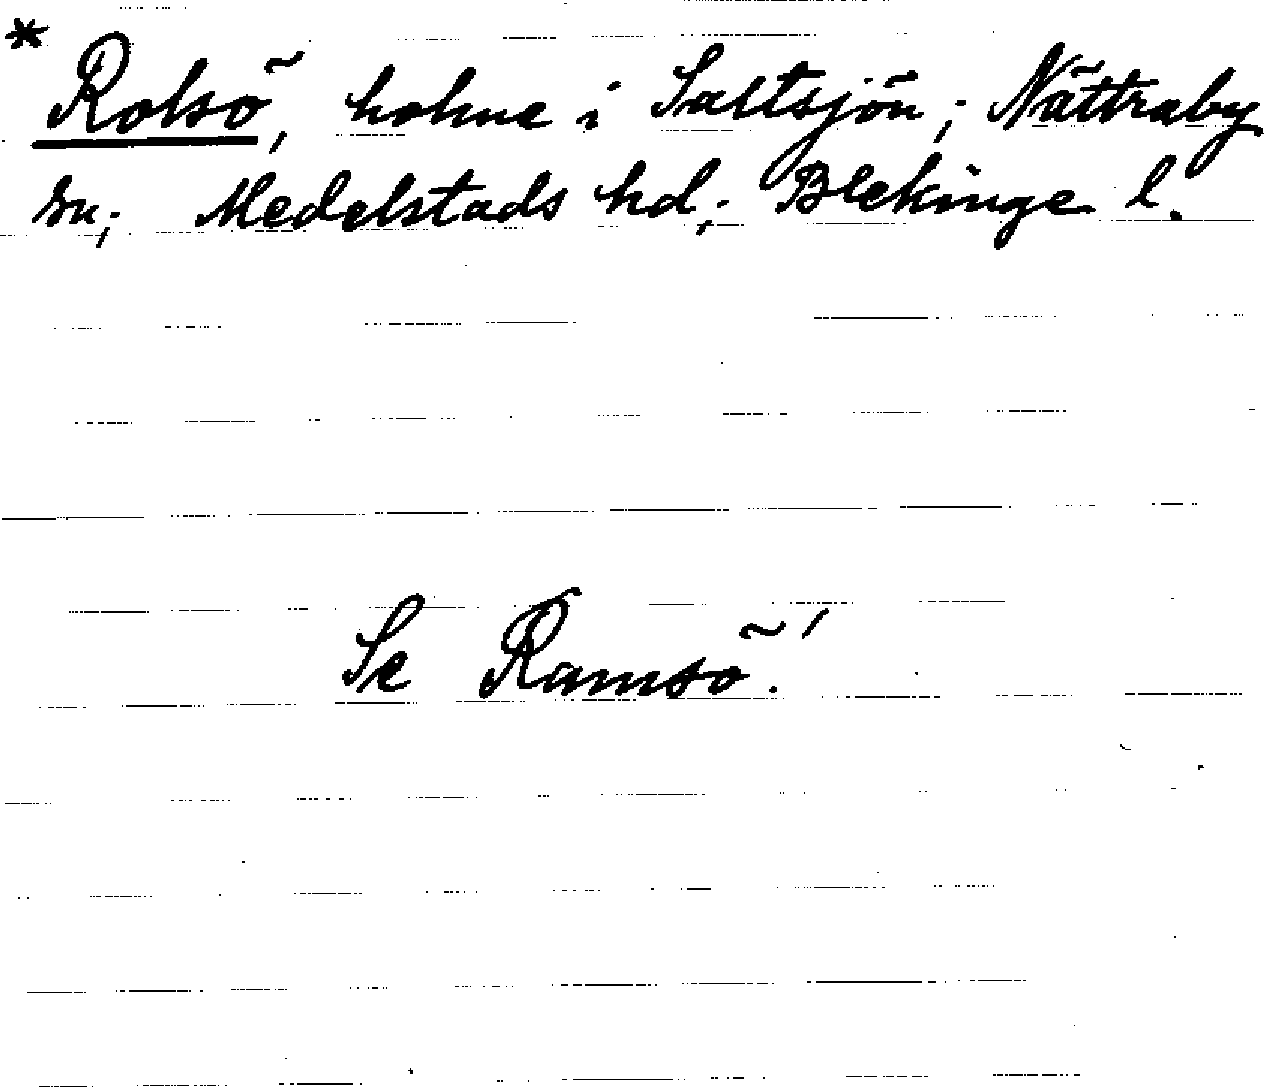 * Rolsö, holme i Saltsjön; Nättraby
sn; Medelstads hd; Blekinge l.
Se Ramsö!